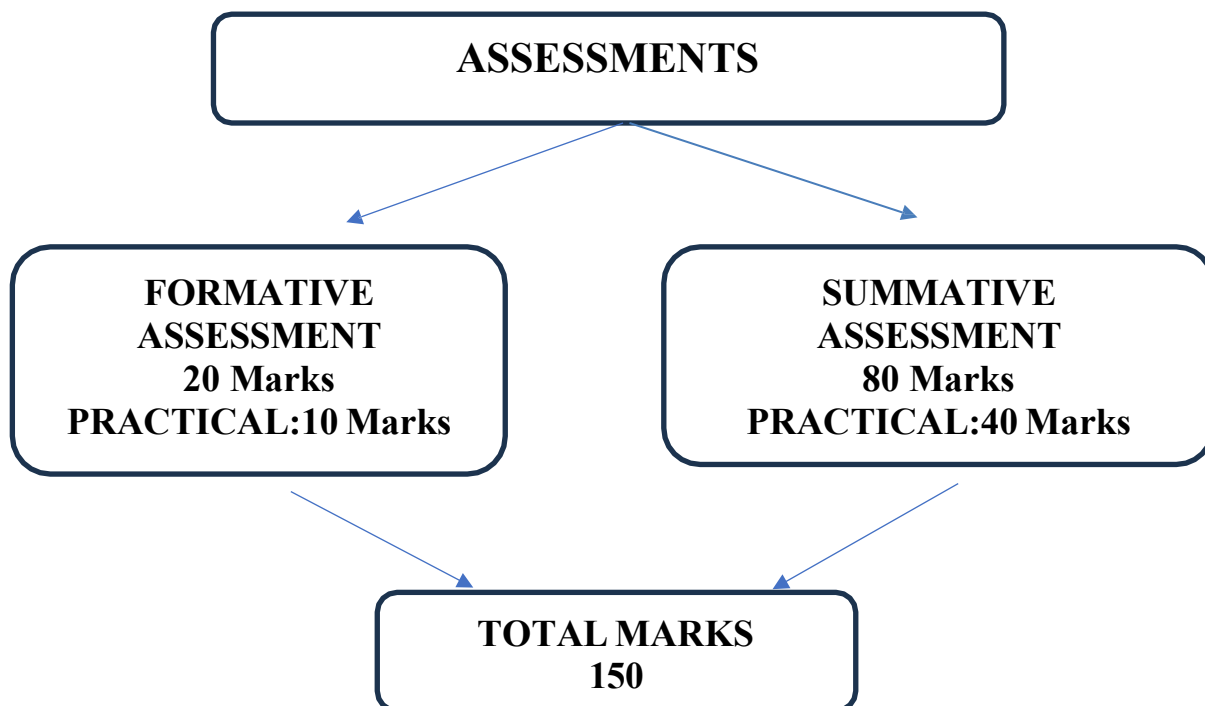 ASSESSMENTS
FORMATIVE
ASSESSMENT
20 Marks
PRACTICAL:10 Marks
SUMMATIVE
ASSESSMENT
80 Marks
PRACTICAL:40 Marks
TOTAL MARKS
150